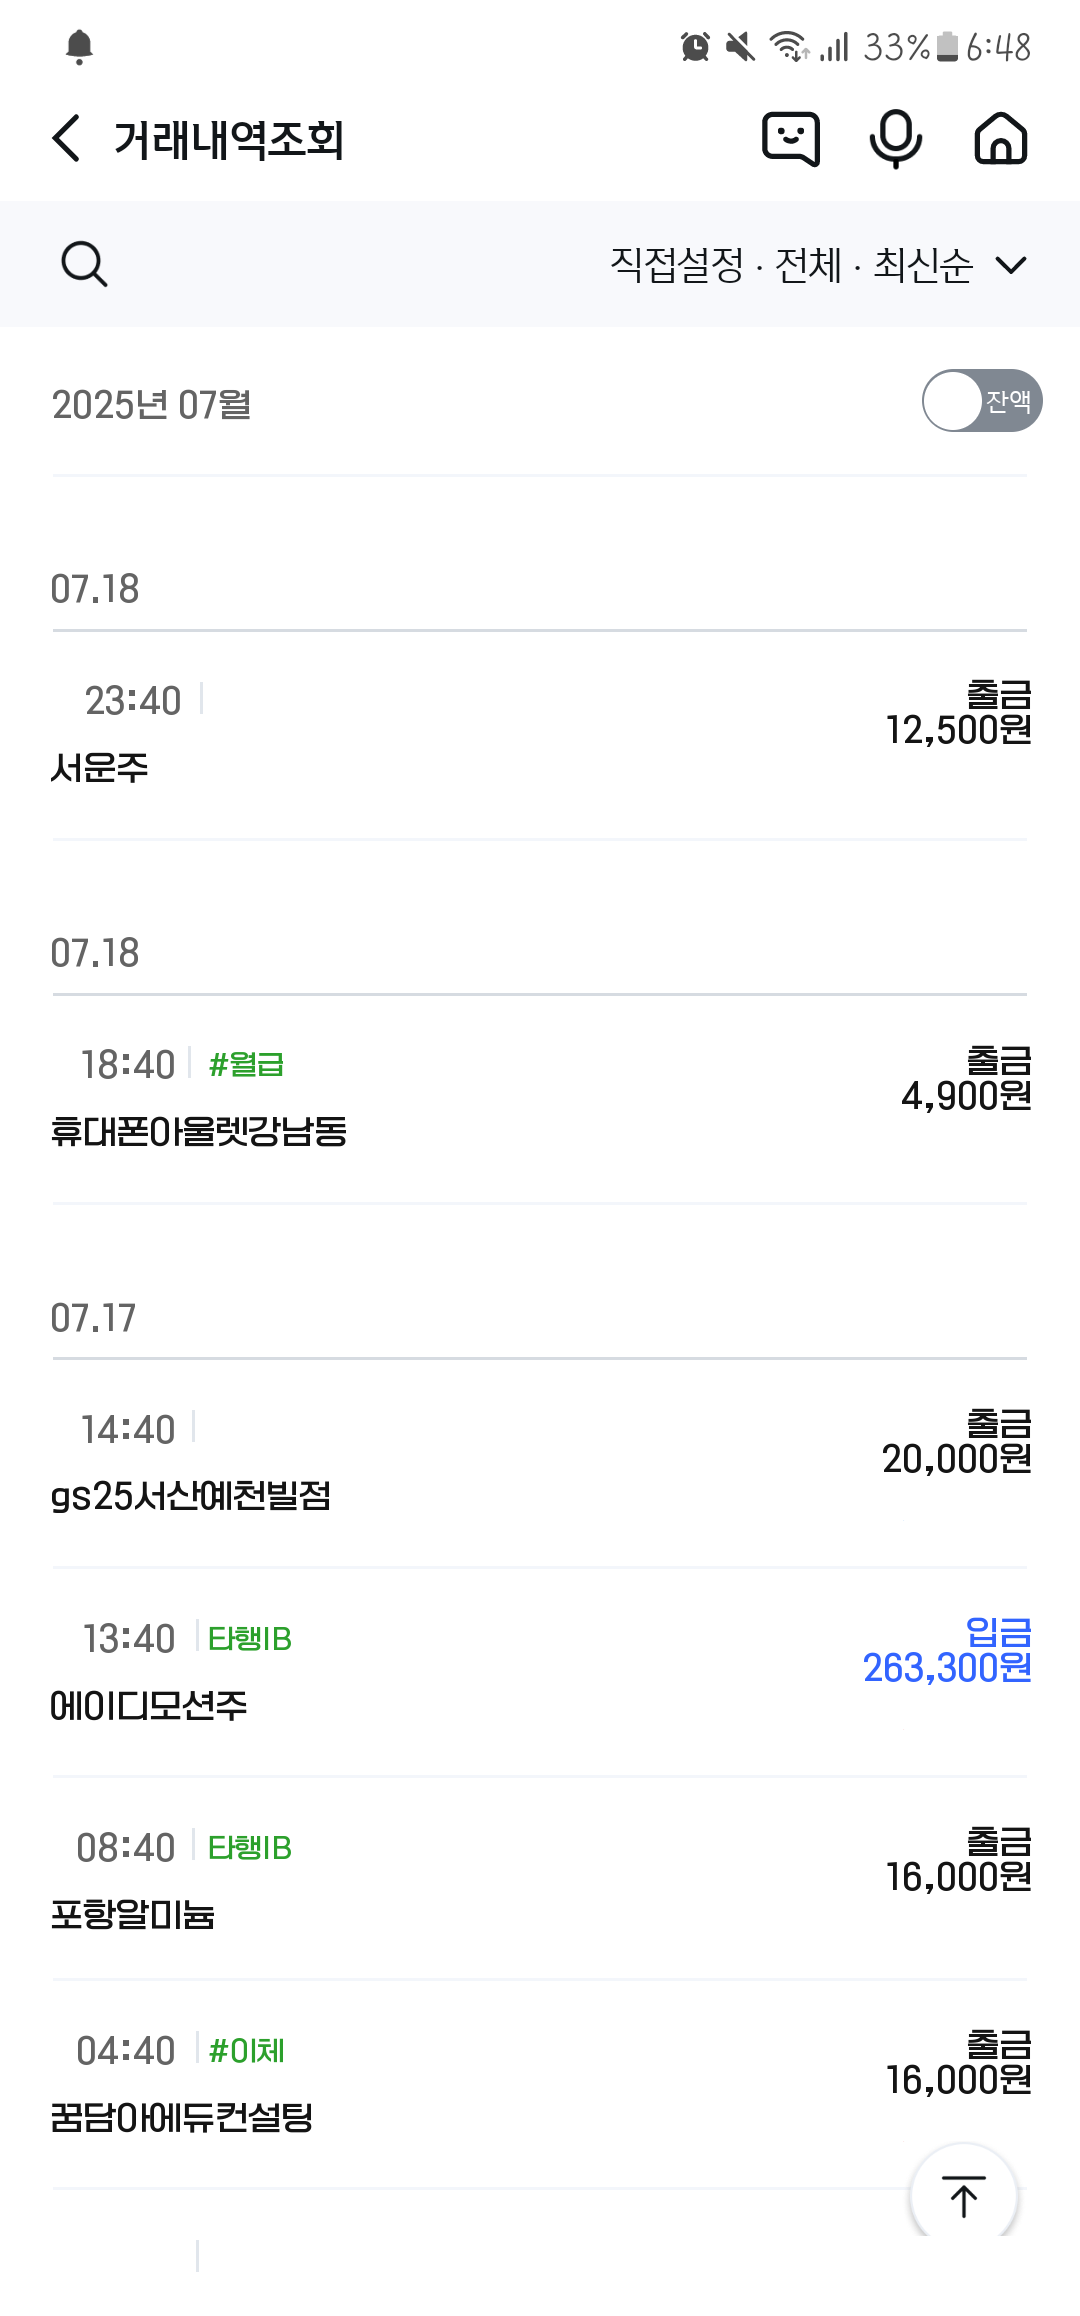 33% 6:48
거래내역조회
직접설정 · 전체 · 최신순
2025년 07월
잔액
07.18
23:40
출금
12,500원
서운주
07.18
18:40 #월급
출금
4,900원
휴대폰아울렛강남동
07.17
14:40
출금
20,000원
gs25서산예천빌점
13:40 타행IB
입금
263,300원
에이디모션주
08:40 타행IB
출금
16,000원
포항알미늄
04:40 #이체
출금
16,000원
꿈담아에듀컨설팅